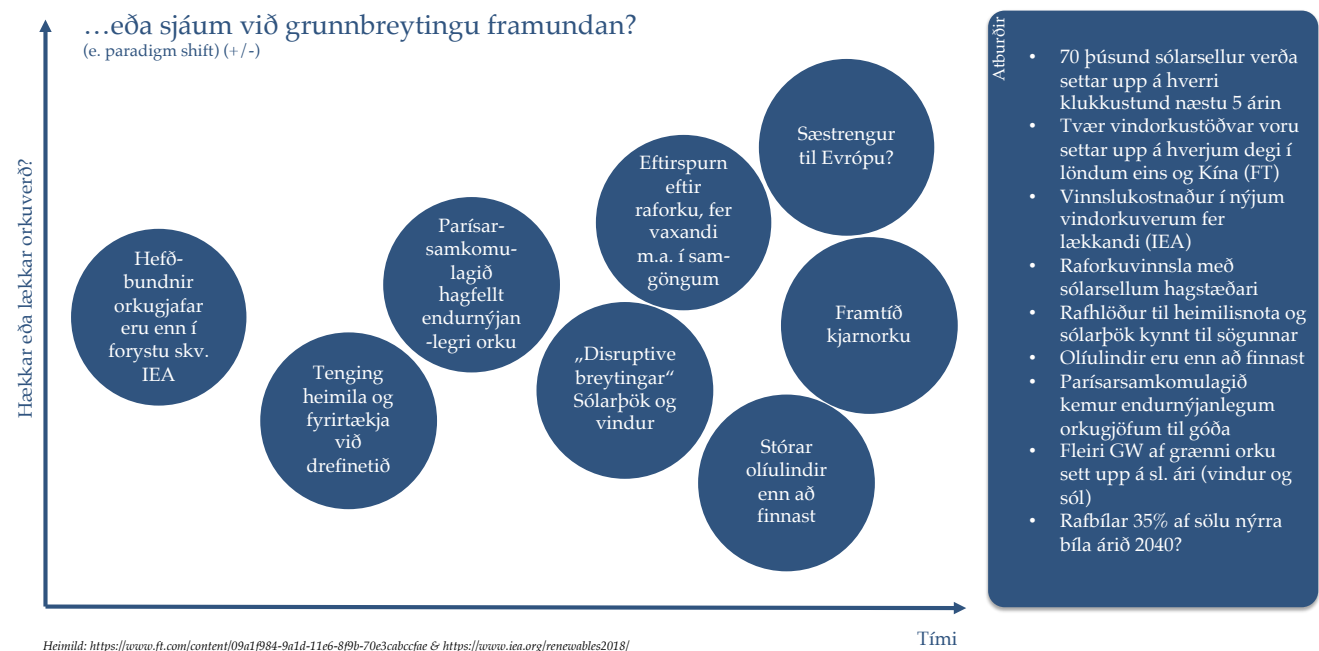 …eða sjáum við grunnbreytingu framundan?
(e. paradigm shift) (+/-)
Hækkar eða lækkar orkuverð?
Hefð-
bundnir
orkugjafar
eru enn í
forystu skv.
IEA
Tenging
heimila og
fyrirtækja
við
drefinetið
Parísar-
samkomu-
lagið
hagfellt
endurnýjan
-legri orku
Eftirspurn
eftir
raforku, fer
vaxandi
m.a. í sam-
göngum
„Disruptive
breytingar“
Sólarþök og
vindur
Sæstrengur
til Evrópu?
Framtíð
kjarnorku
Stórar
olíulindir
enn að
finnast
Tími
Atburðir
• 70 þúsund sólarsellur verða
settar upp á hverri
klukkustund næstu 5 árin
• Tvær vindorkustöðvar voru
settar upp á hverjum degi í
löndum eins og Kína (FT)
• Vinnslukostnaður í nýjum
vindorkuverum fer
lækkandi (IEA)
• Raforkuvinnsla með
sólarsellum hagstæðari
• Rafhlöður til heimilisnota og
sólarþök kynnt til sögunnar
• Olíulindir eru enn að finnast
• Parísarsamkomulagið
kemur endurnýjanlegum
orkugjöfum til góða
• Fleiri GW af grænni orku
sett upp á sl. ári (vindur og
sól)
• Rafbílar 35% af sölu nýrra
bíla árið 2040?
Heimild: https://www.ft.com/content/09a1f984-9a1d-11e6-8f9b-70e3cabccfae & https://www.iea.org/renewables2018/